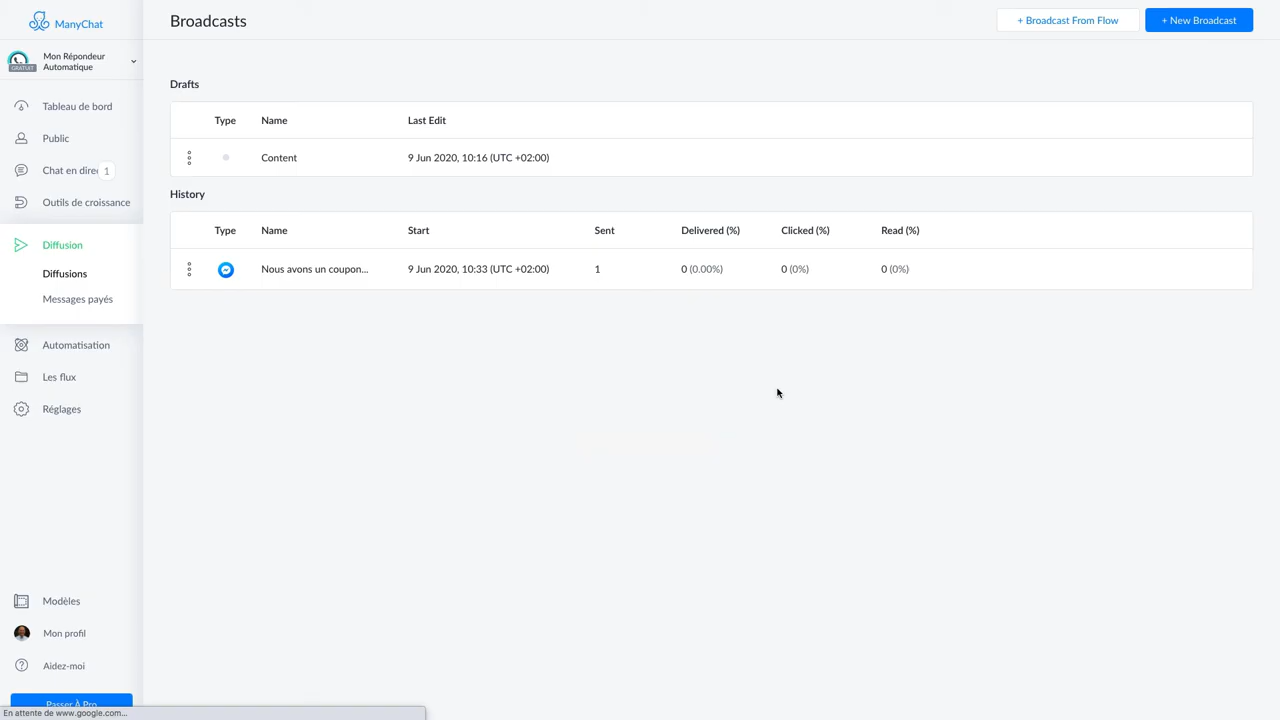 ManyChat
Broadcasts
+ Broadcast From Flow
+ New Broadcast
Mon Répondeur
Automatique
GRATUIT
Tableau de bord
Public
Chat en direc
1
Outils de croissance
Diffusion
Diffusions
Messages payés
Automatisation
Les flux
Réglages
Modèles
Mon profil
Aidez-moi
Passer À Pro
En attente de www.google.com...
Drafts
Type Name Last Edit
Content 9 Jun 2020, 10:16 (UTC +02:00)
History
Type Name Start Sent Delivered (%) Clicked (%) Read (%)
Nous avons un coupon... 9 Jun 2020, 10:33 (UTC +02:00) 1 0 (0.00%) 0 (0%) 0 (0%)